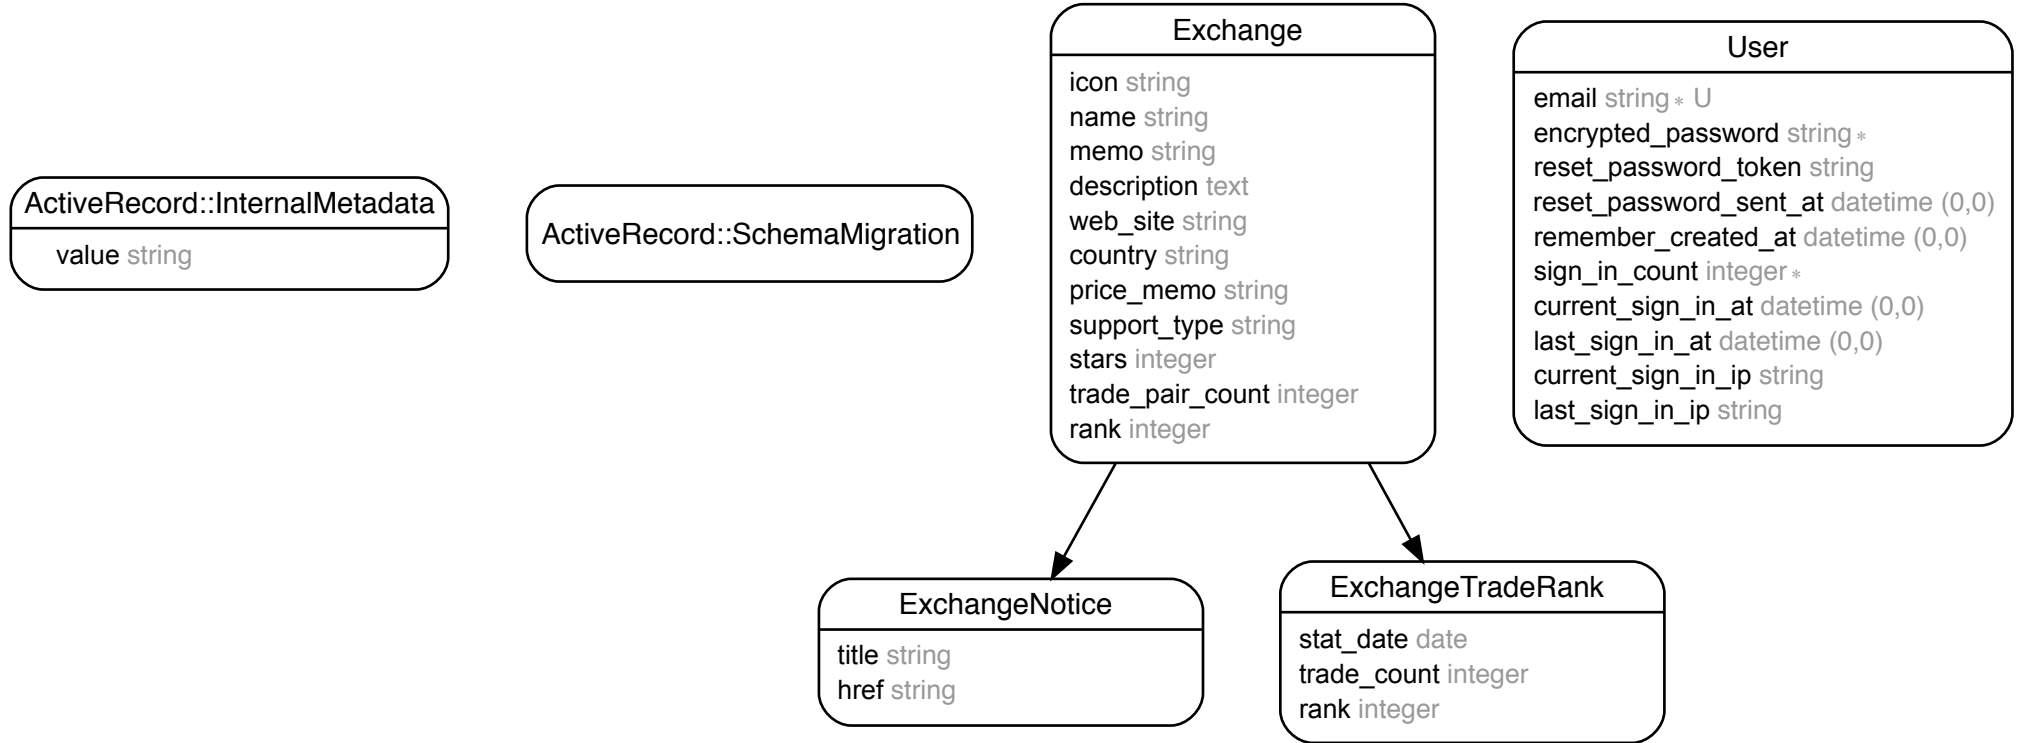 ActiveRecord::InternalMetadata
value string
ActiveRecord::SchemaMigration
Exchange
icon string
name string
memo string
description text
web_site string
country string
price_memo string
support_type string
stars integer
trade_pair_count integer
rank integer
User
email string∗ U
encrypted_password string∗
reset_password_token string
reset_password_sent_at datetime (0,0)
remember_created_at datetime (0,0)
sign_in_count integer∗
current_sign_in_at datetime (0,0)
last_sign_in_at datetime (0,0)
current_sign_in_ip string
last_sign_in_ip string
ExchangeNotice
title string
href string
ExchangeTradeRank
stat_date date
trade_count integer
rank integer